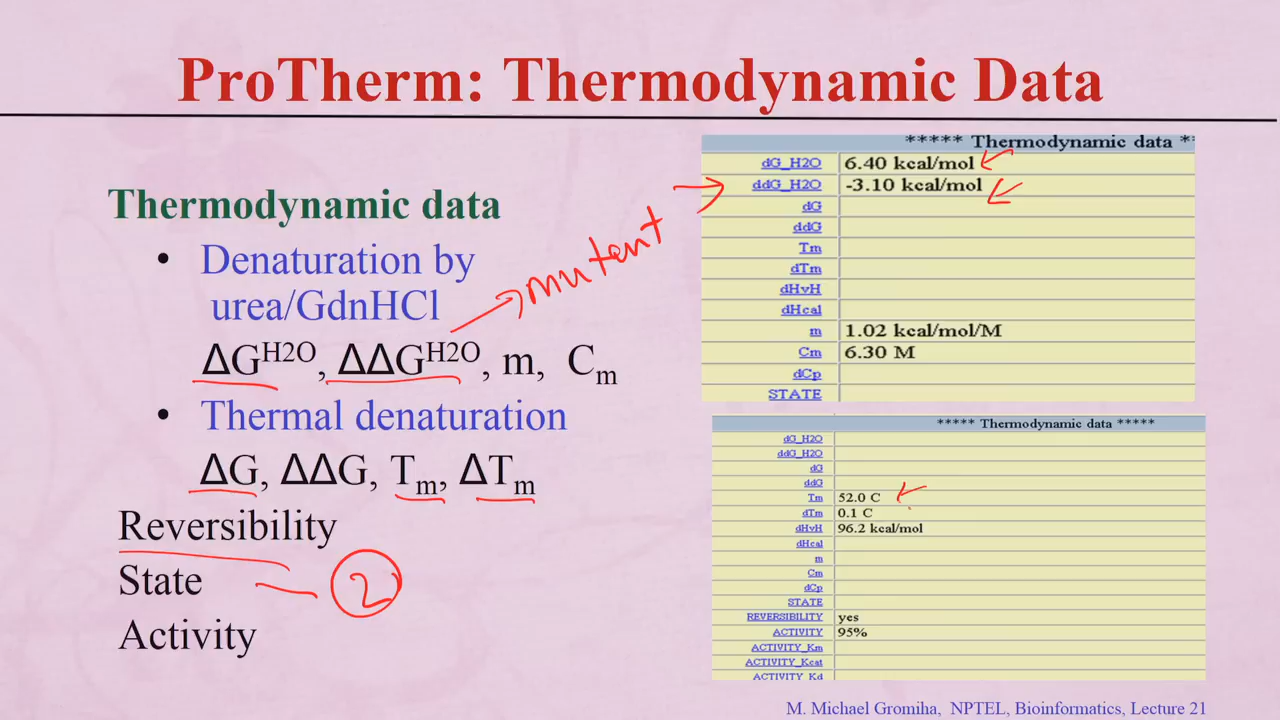 ProTherm: Thermodynamic Data
Thermodynamic data
• Denaturation by
urea/GdnHCl
ΔG^H2O, ΔΔG^H2O, m, C_m
• Thermal denaturation
ΔG, ΔΔG, T_m, ΔT_m
Reversibility
State
Activity
mutent
2
***** Thermodynamic data *
dG_H2O 6.40 kcal/mol
ddG_H2O -3.10 kcal/mol
dG
ddG
Tm
dTm
dHvH
dHcal
m 1.02 kcal/mol/M
Cm 6.30 M
dCp
STATE
***** Thermodynamic data *****
dG_H2O
ddG_H2O
dG
ddG
Tm 52.0 C
dTm 0.1 C
dHvH 96.2 kcal/mol
dHcal
m
Cm
dCp
STATE
REVERSIBILITY yes
ACTIVITY 95%
ACTIVITY_Km
ACTIVITY_Kcat
ACTIVITY_Kd
M. Michael Gromiha, NPTEL, Bioinformatics, Lecture 21